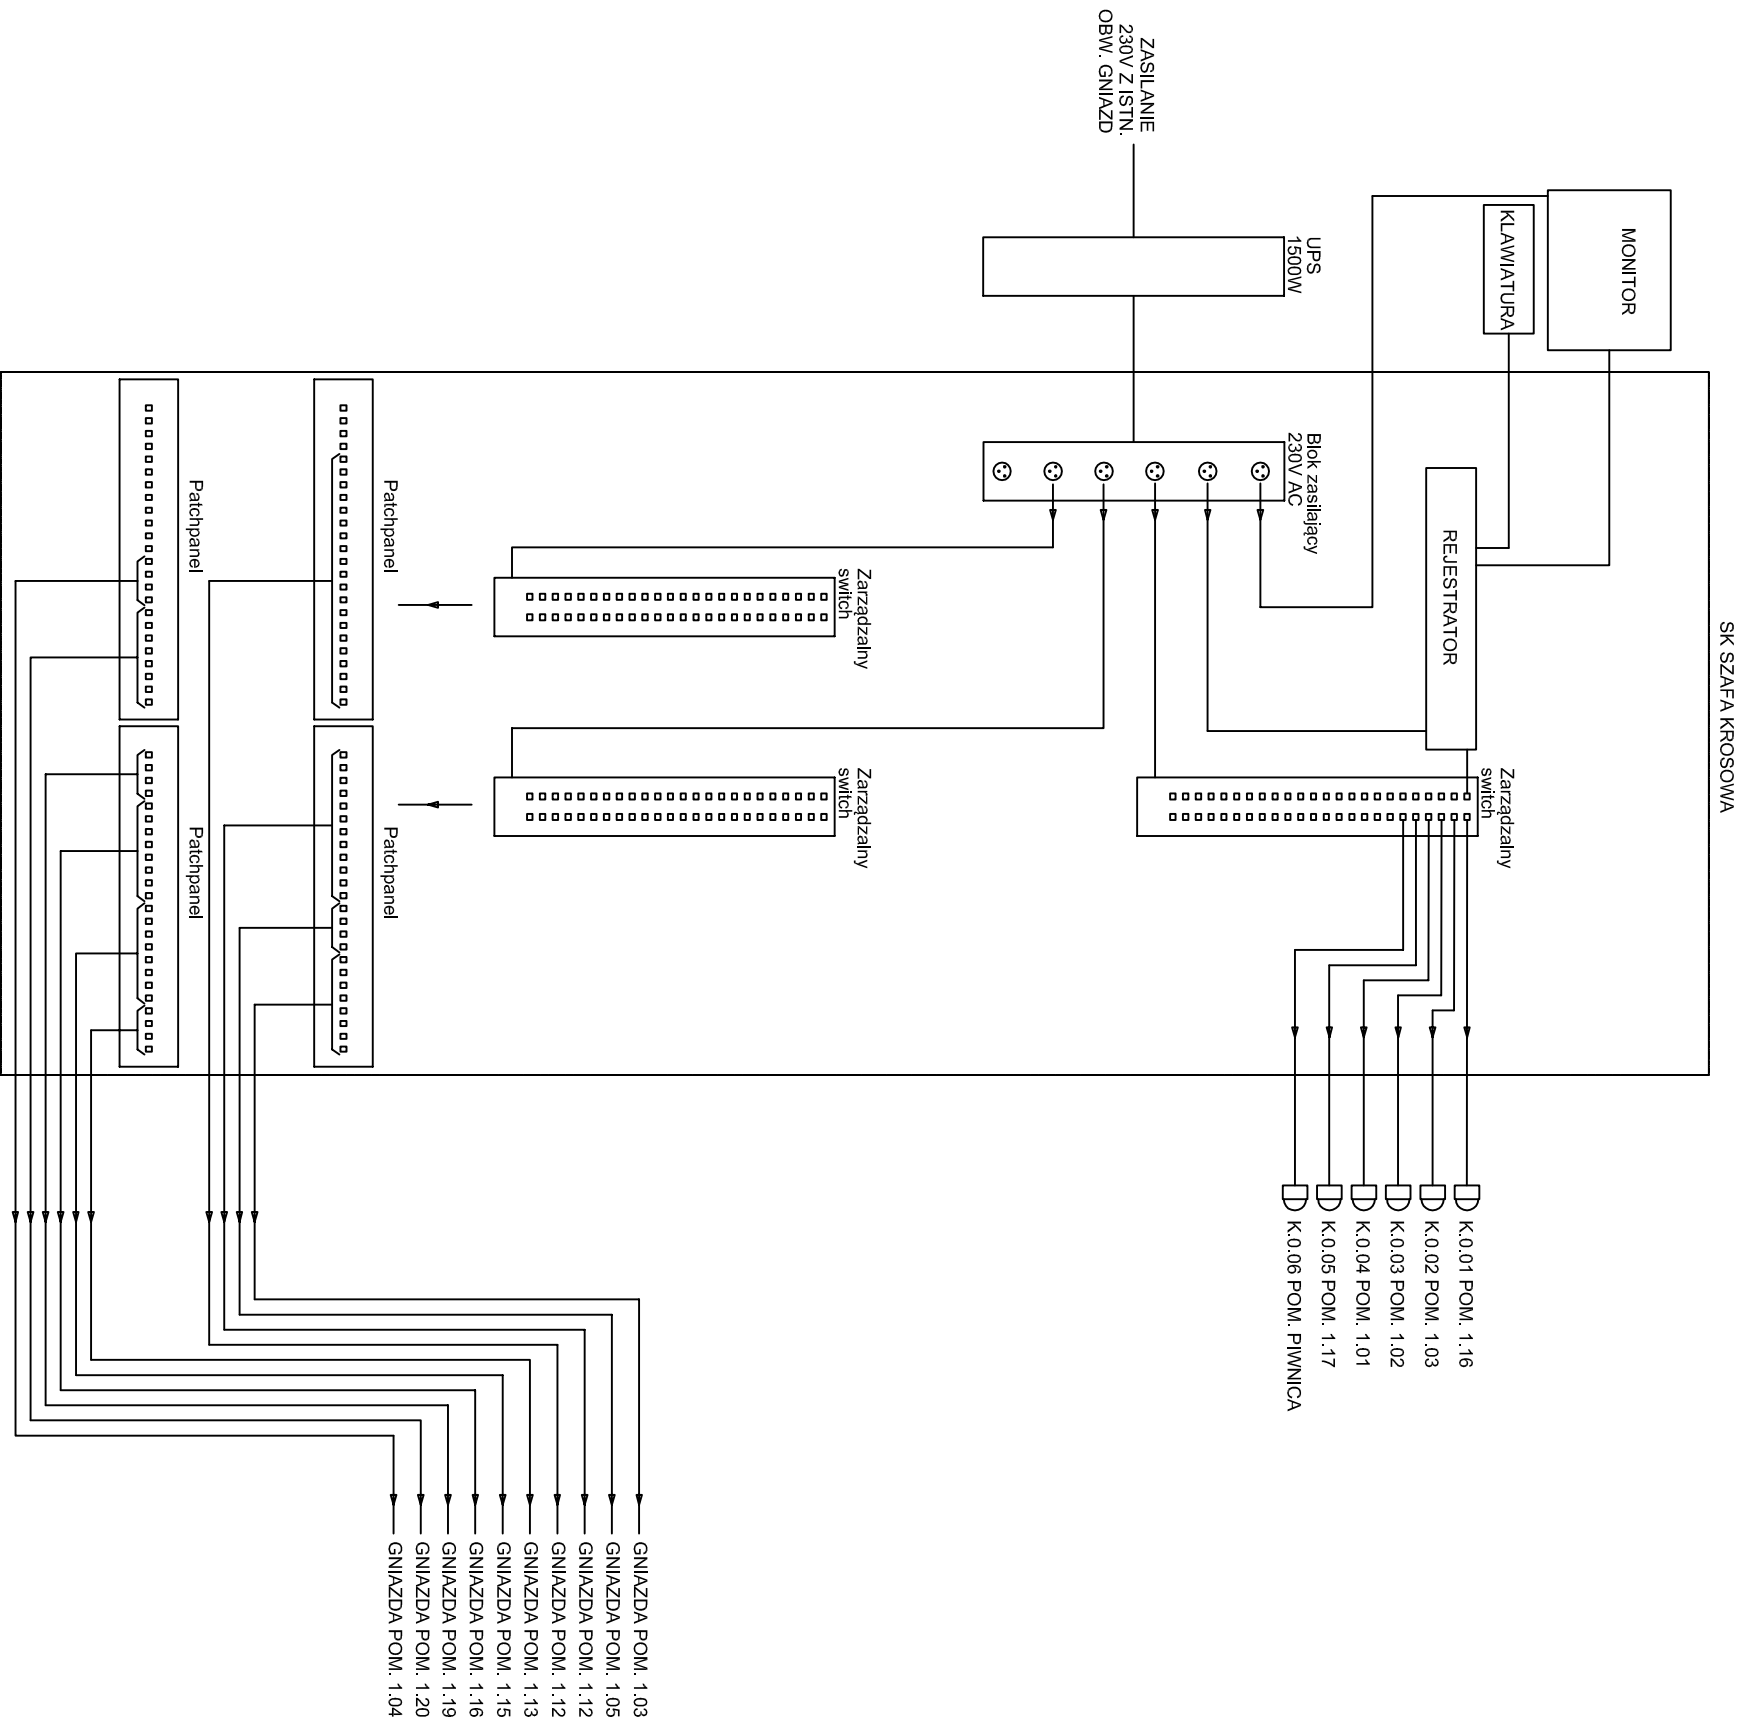 SK SZAFA KROSOWA
MONITOR
KLAWIATURA
REJESTRATOR
Zarządzalny
switch
K.0.01 POM. 1.16
K.0.02 POM. 1.03
K.0.03 POM. 1.02
K.0.04 POM. 1.01
K.0.05 POM. 1.17
K.0.06 POM. PIWNICA
UPS
1500W
Blok zasilający
230V AC
ZASILANIE
230V Z ISTN.
OBW. GNIAZD
Zarządzalny
switch
Zarządzalny
switch
GNIAZDA POM. 1.03
GNIAZDA POM. 1.05
GNIAZDA POM. 1.12
GNIAZDA POM. 1.12
GNIAZDA POM. 1.13
GNIAZDA POM. 1.15
GNIAZDA POM. 1.16
GNIAZDA POM. 1.19
GNIAZDA POM. 1.20
GNIAZDA POM. 1.04
Patchpanel
Patchpanel
Patchpanel
Patchpanel